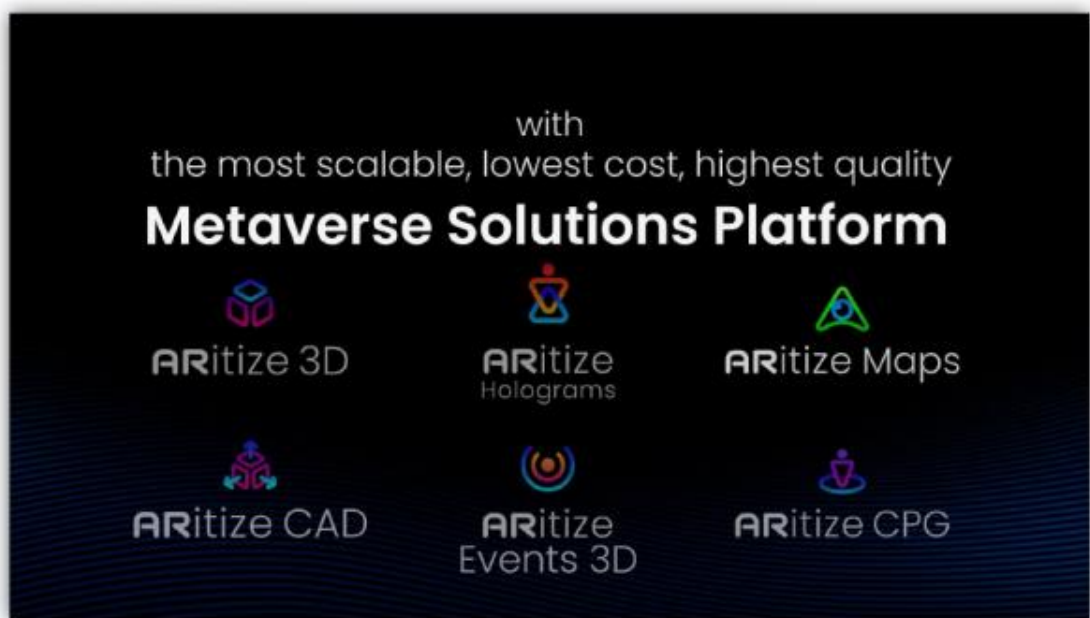 with
the most scalable, lowest cost, highest quality
Metaverse Solutions Platform
ARitize 3D
ARitize
Holograms
ARitize Maps
ARitize CAD
ARitize
Events 3D
ARitize CPG